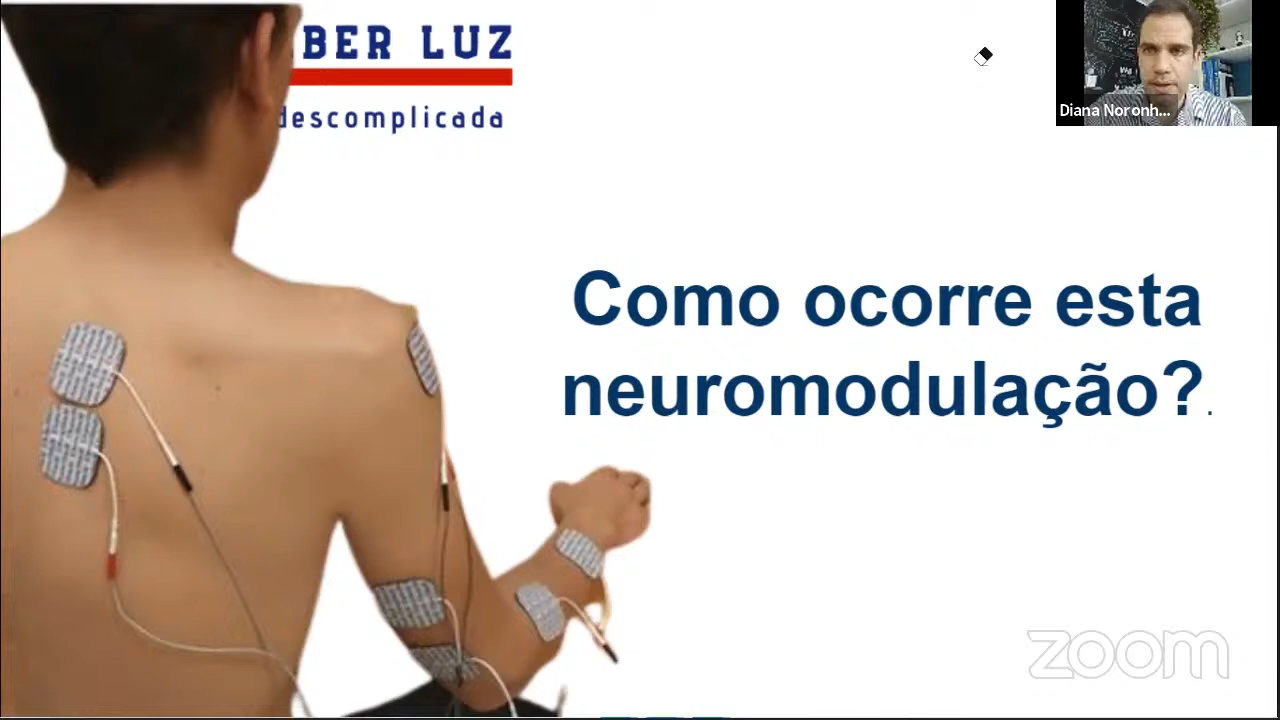 BER LUZ
descomplicada
Diana Noronh...
Como ocorre esta
neuromodulação?.
zoom